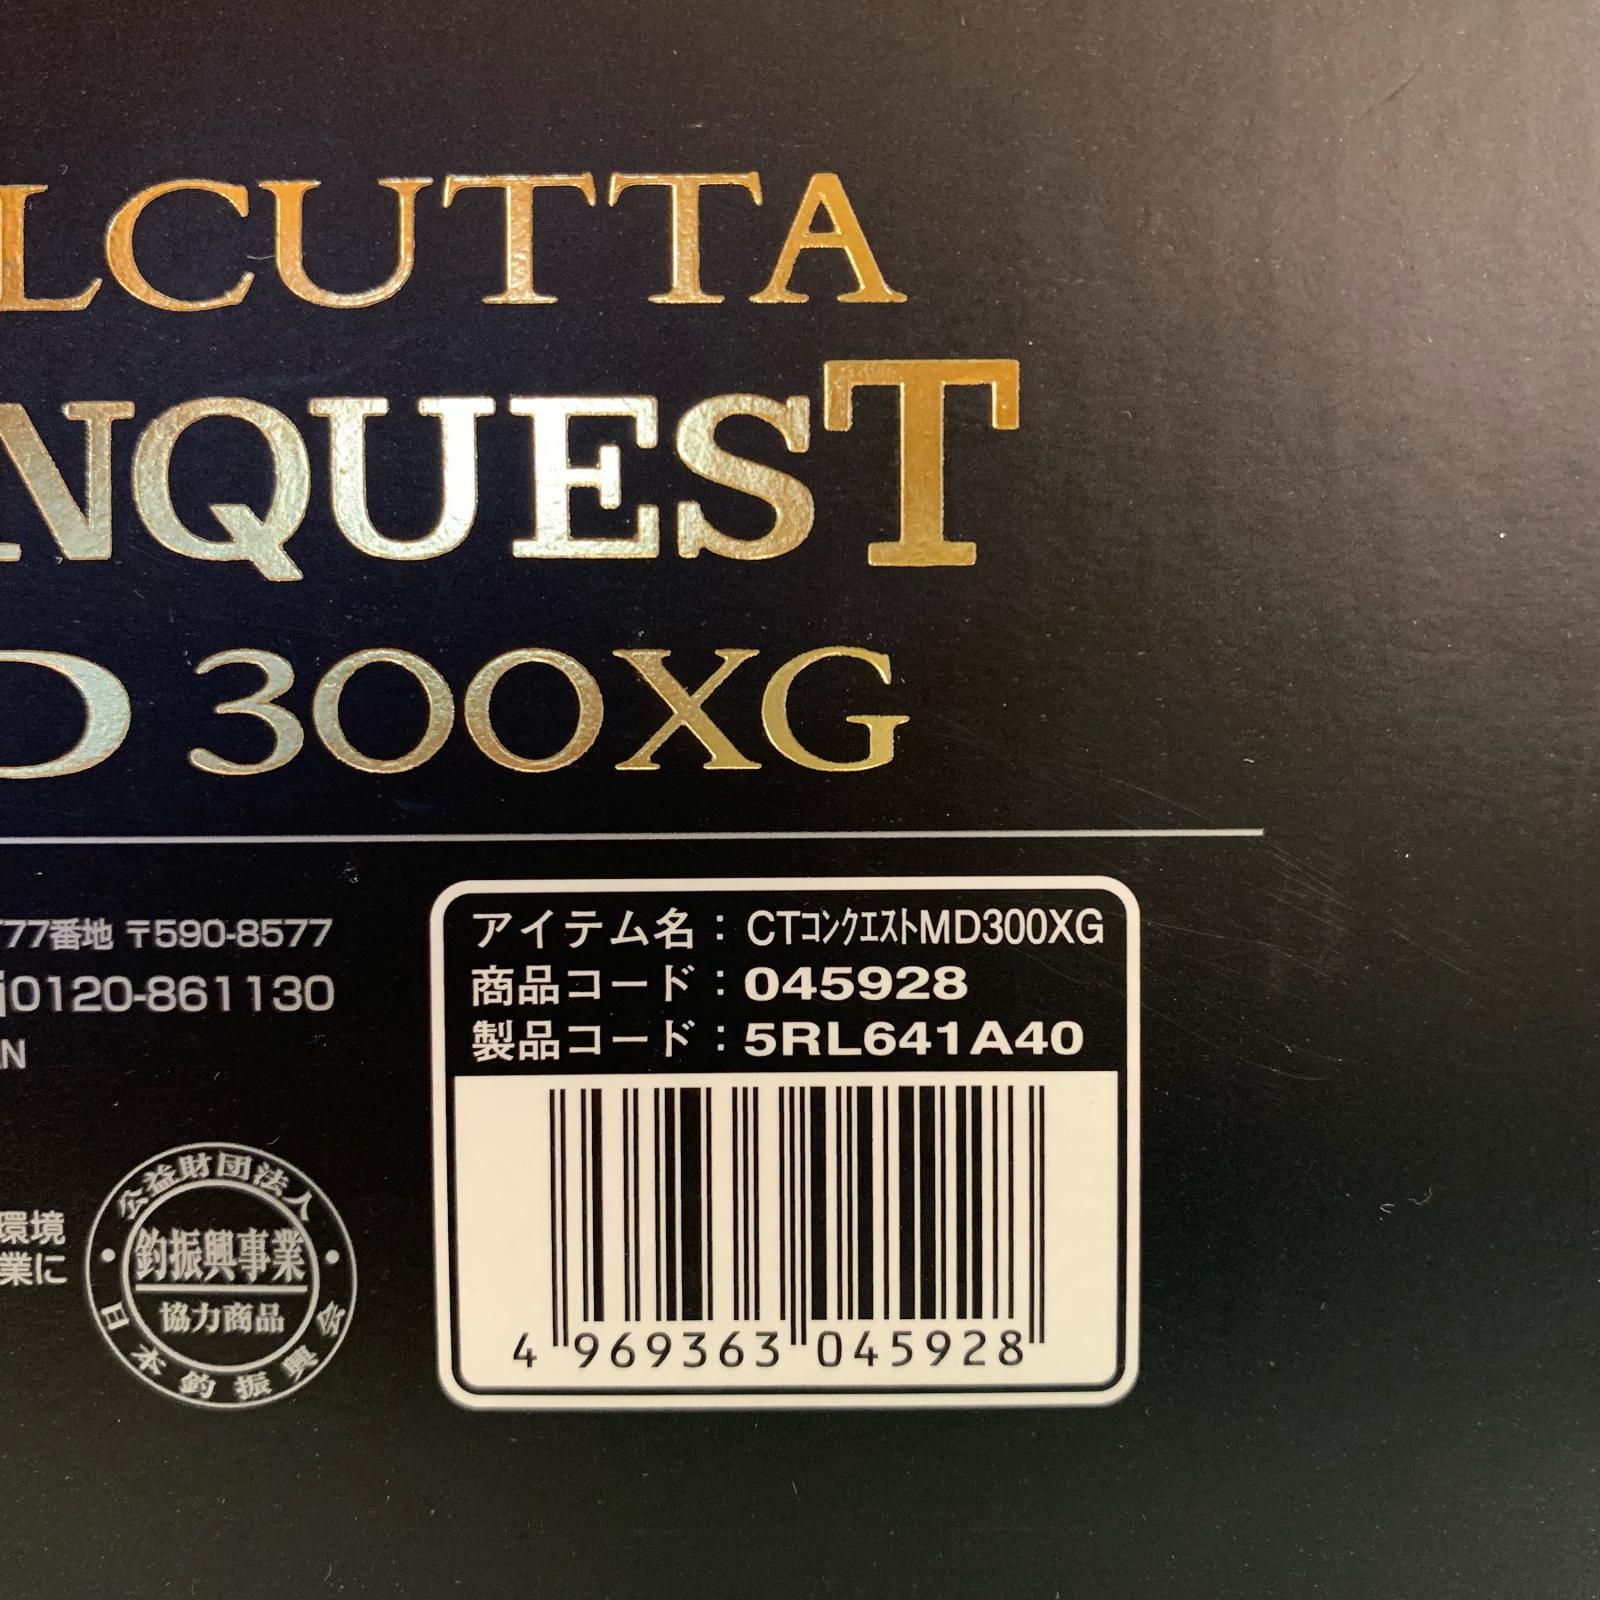 LCUTTA
NQUEST
D 300XG
77番地 〒590-8577
0120-861130
AN
アイテム名：CTコンクエストMD300XG
商品コード：045928
製品コード：5RL641A40
4 969363 045928
環境
業に
公益財団法人
釣振興事業
協力商品
日本釣振興会